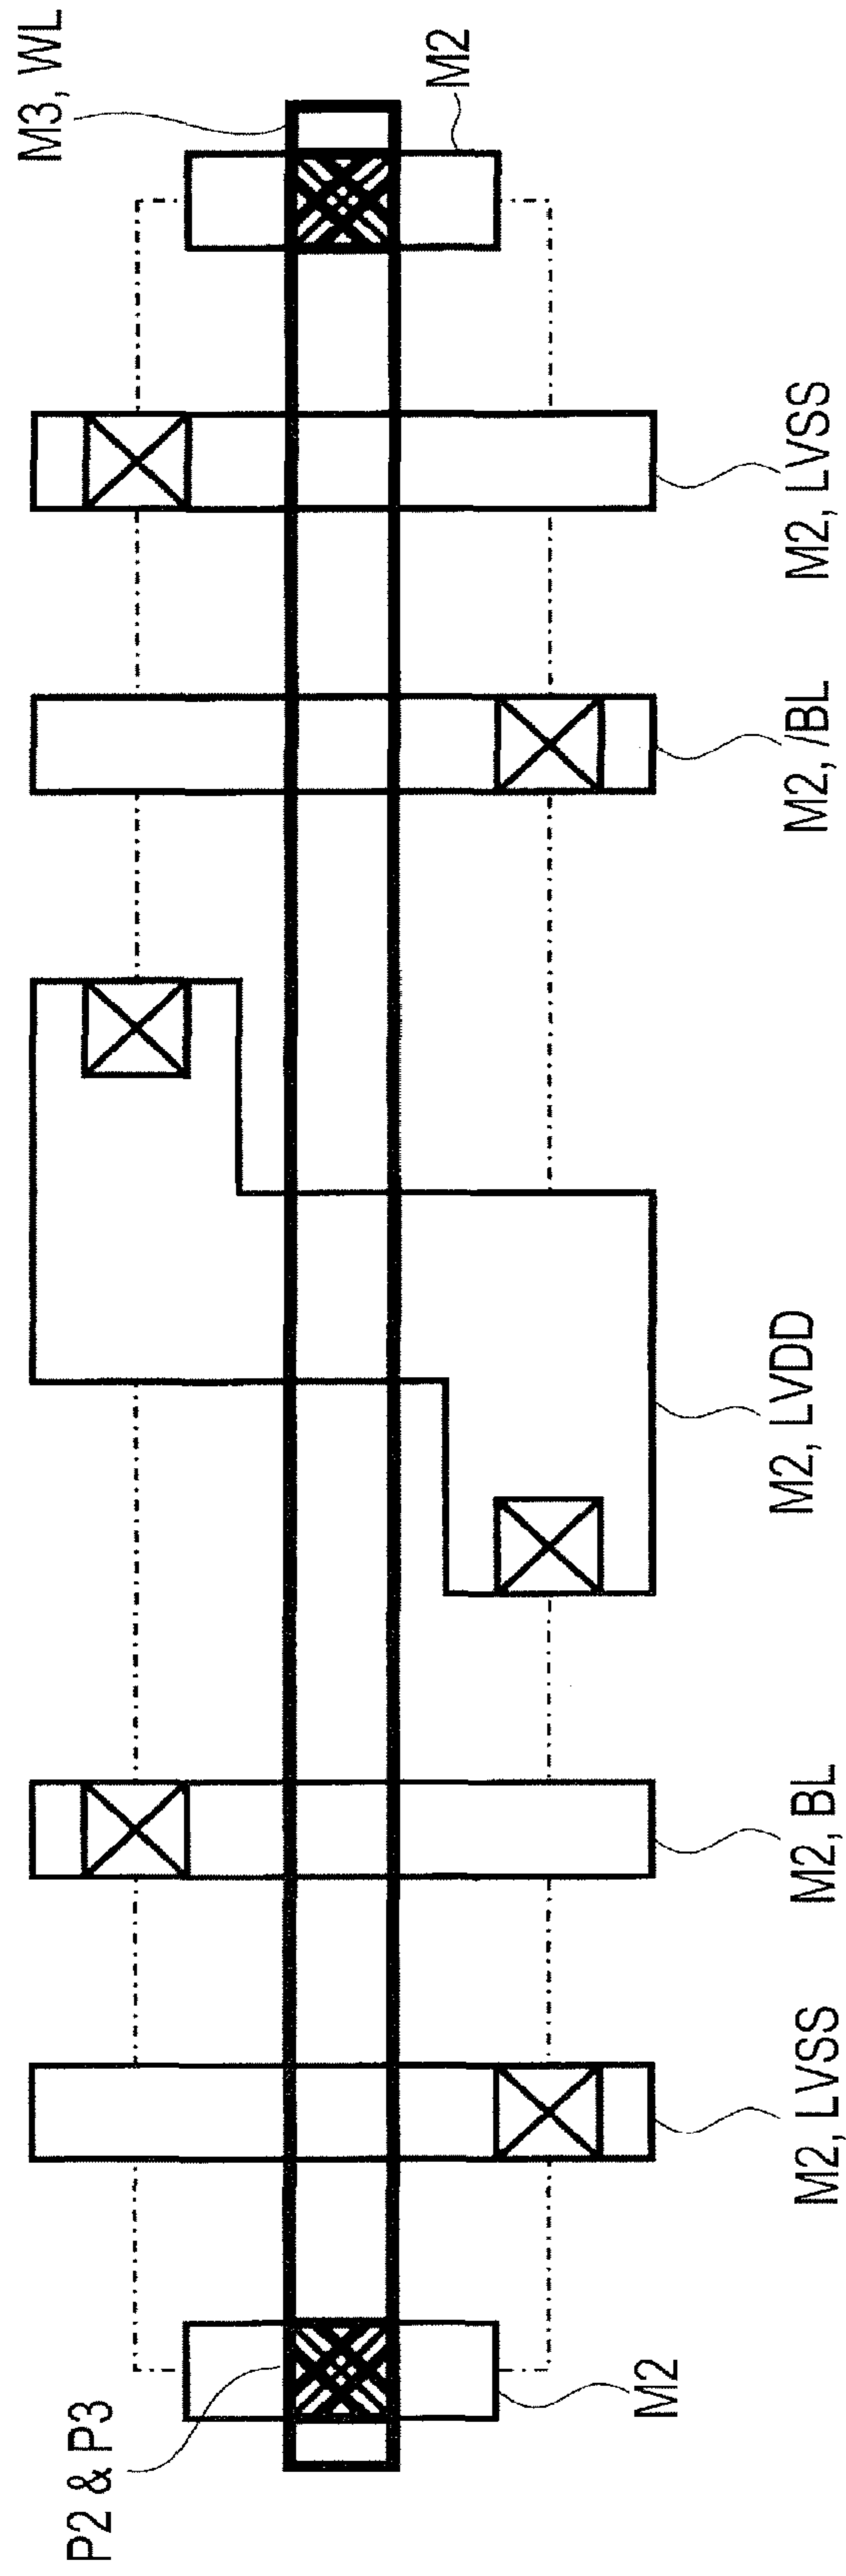 P2 & P3
M3, WL
M2
M2
M2, LVSS
M2, BL
M2, LVDD
M2, /BL
M2, LVSS